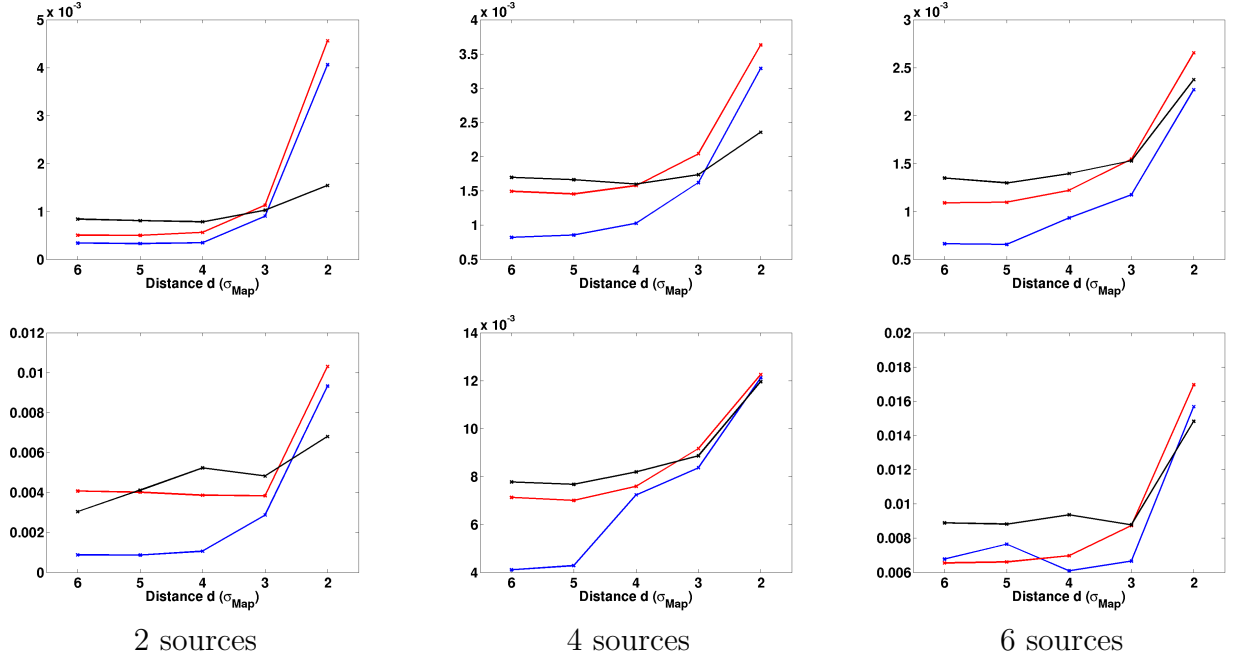 5 x 10⁻³
4
3
2
1
0
6 5 4 3 2
Distance d (σMap)
4 x 10⁻³
3.5
3
2.5
2
1.5
1
0.5
6 5 4 3 2
Distance d (σMap)
3 x 10⁻³
2.5
2
1.5
1
0.5
6 5 4 3 2
Distance d (σMap)
0.012
0.01
0.008
0.006
0.004
0.002
0
6 5 4 3 2
Distance d (σMap)
14 x 10⁻³
12
10
8
6
4
6 5 4 3 2
Distance d (σMap)
0.02
0.018
0.016
0.014
0.012
0.01
0.008
0.006
6 5 4 3 2
Distance d (σMap)
2 sources
4 sources
6 sources